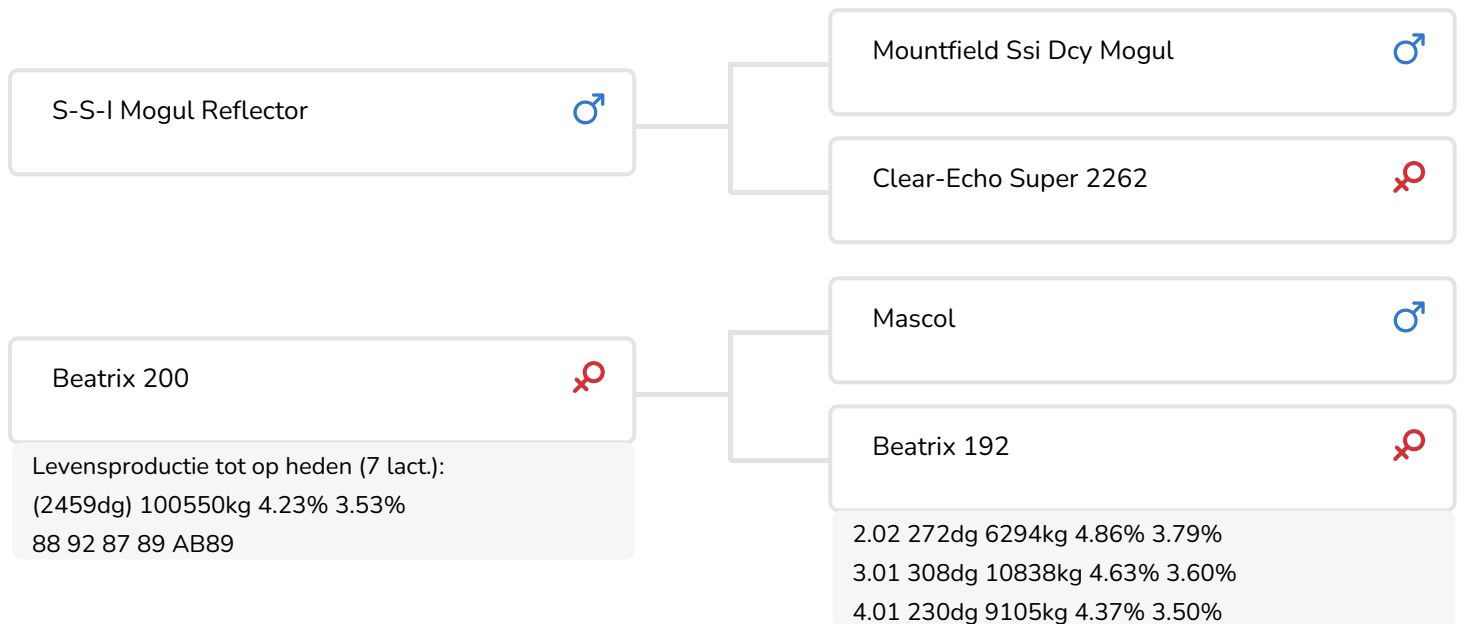 S-S-I Mogul Reflector
Mountfield Ssi Dcy Mogul
Clear-Echo Super 2262
Beatrix 200
Levensproductie tot op heden (7 lact.):
(2459dg) 100550kg 4.23% 3.53%
88 92 87 89 AB89
Mascol
Beatrix 192
2.02 272dg 6294kg 4.86% 3.79%
3.01 308dg 10838kg 4.63% 3.60%
4.01 230dg 9105kg 4.37% 3.50%